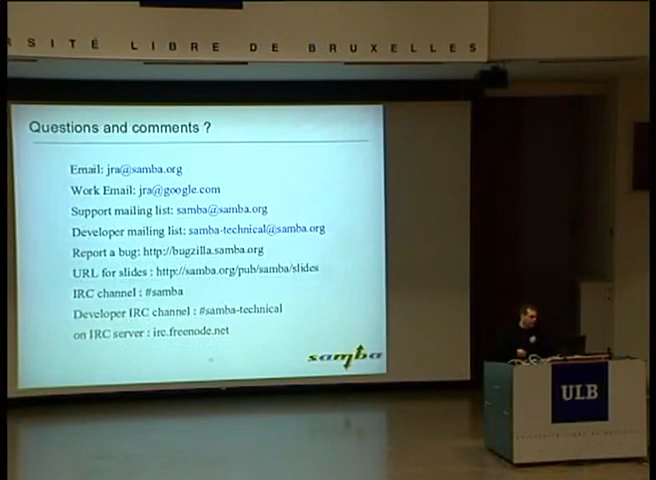 RSITÉ LIBRE DE BRUXELLES
Questions and comments ?
Email: jra@samba.org
Work Email: jra@google.com
Support mailing list: samba@samba.org
Developer mailing list: samba-technical@samba.org
Report a bug: http://bugzilla.samba.org
URL for slides : http://samba.org/pub/samba/slides
IRC channel : #samba
Developer IRC channel : #samba-technical
on IRC server : irc.freenode.net
samba
ULB